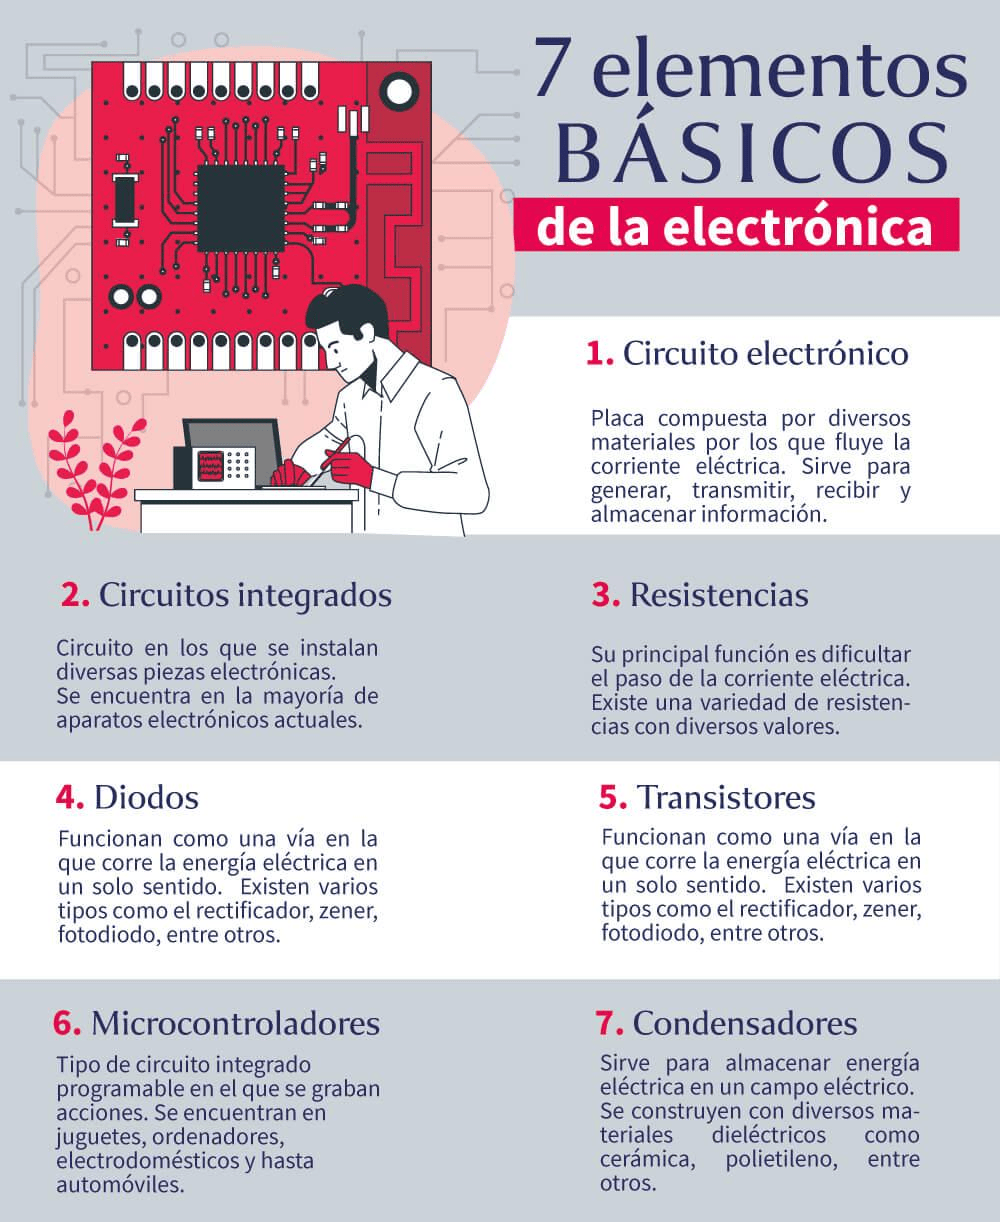 7 elementos
BÁSICOS
de la electrónica
1. Circuito electrónico
Placa compuesta por diversos
materiales por los que fluye la
corriente eléctrica. Sirve para
generar, transmitir, recibir y
almacenar información.
2. Circuitos integrados
Circuito en los que se instalan
diversas piezas electrónicas.
Se encuentra en la mayoría de
aparatos electrónicos actuales.
3. Resistencias
Su principal función es dificultar
el paso de la corriente eléctrica.
Existe una variedad de resisten-
cias con diversos valores.
4. Diodos
Funcionan como una vía en la
que corre la energía eléctrica en
un solo sentido. Existen varios
tipos como el rectificador, zener,
fotodiodo, entre otros.
5. Transistores
Funcionan como una vía en la
que corre la energía eléctrica en
un solo sentido. Existen varios
tipos como el rectificador, zener,
fotodiodo, entre otros.
6. Microcontroladores
Tipo de circuito integrado
programable en el que se graban
acciones. Se encuentran en
juguetes, ordenadores,
electrodomésticos y hasta
automóviles.
7. Condensadores
Sirve para almacenar energía
eléctrica en un campo eléctrico.
Se construyen con diversos ma-
teriales dieléctricos como
cerámica, polietileno, entre
otros.